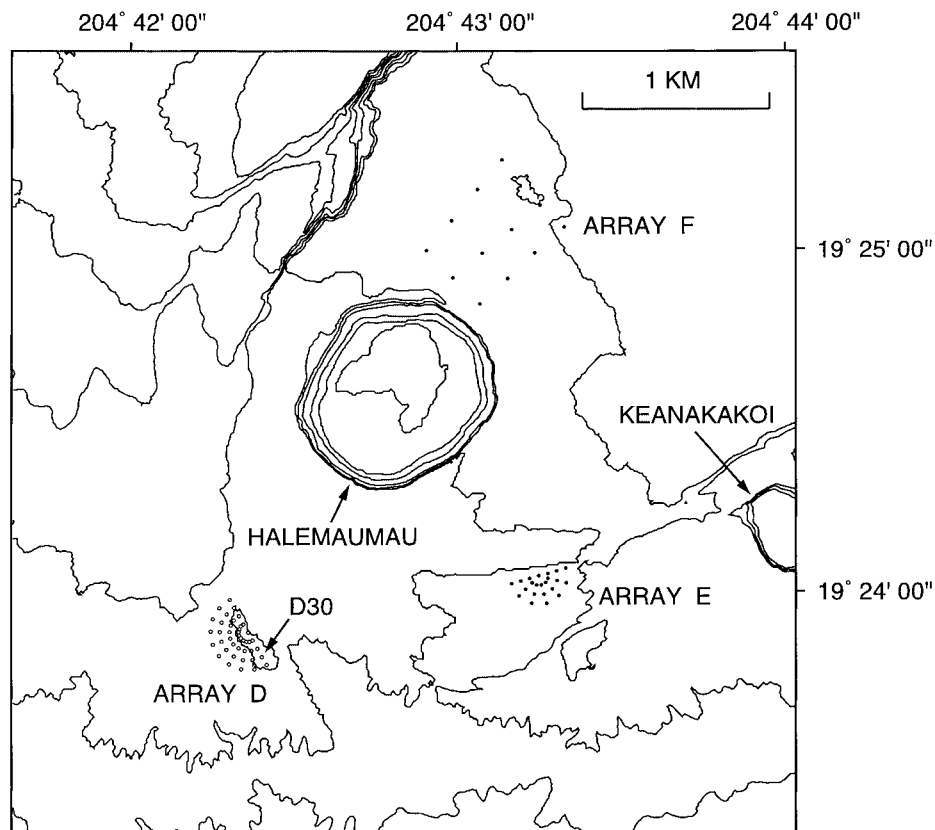 204° 42' 00"
204° 43' 00"
204° 44' 00"
1 KM
ARRAY F
19° 25' 00"
KEANAKAKOI
HALEMAUMAU
D30
ARRAY E
19° 24' 00"
ARRAY D